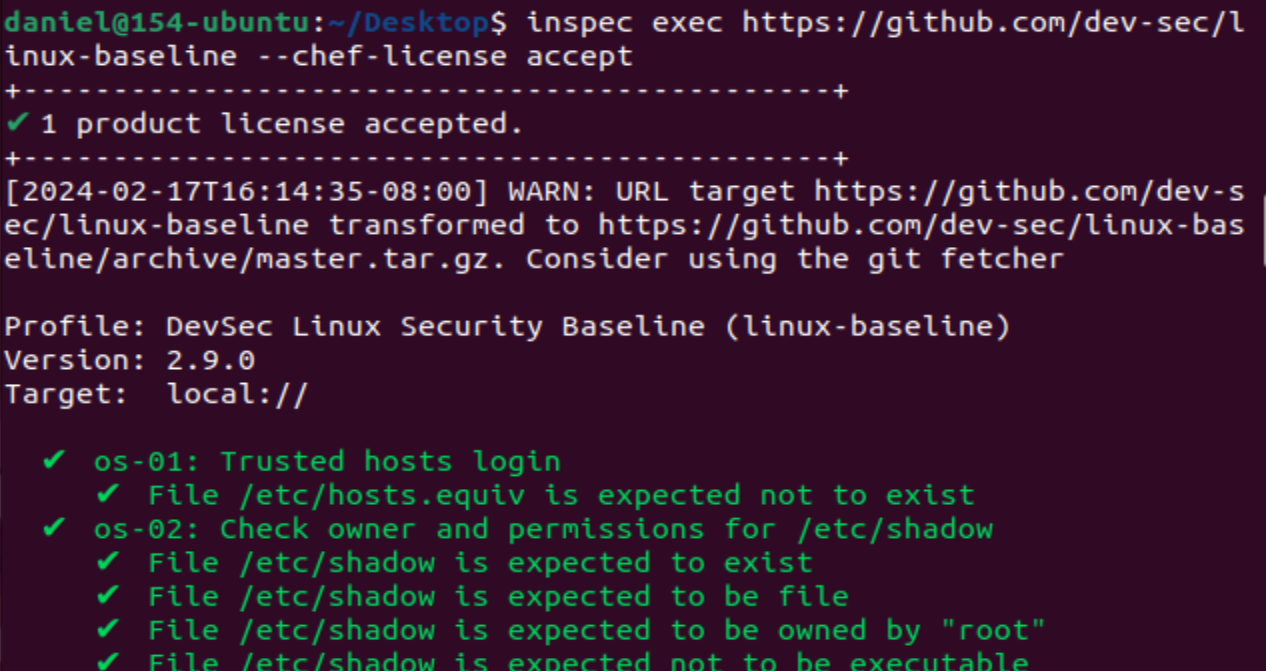 daniel@154-ubuntu:~/Desktop$ inspec exec https://github.com/dev-sec/l
inux-baseline --chef-license accept
+---------------------------------------------+
✔ 1 product license accepted.
+---------------------------------------------+
[2024-02-17T16:14:35-08:00] WARN: URL target https://github.com/dev-s
ec/linux-baseline transformed to https://github.com/dev-sec/linux-bas
eline/archive/master.tar.gz. Consider using the git fetcher
Profile: DevSec Linux Security Baseline (linux-baseline)
Version: 2.9.0
Target:  local://
✔ os-01: Trusted hosts login
✔ File /etc/hosts.equiv is expected not to exist
✔ os-02: Check owner and permissions for /etc/shadow
✔ File /etc/shadow is expected to exist
✔ File /etc/shadow is expected to be file
✔ File /etc/shadow is expected to be owned by "root"
✔ File /etc/shadow is expected not to be executable